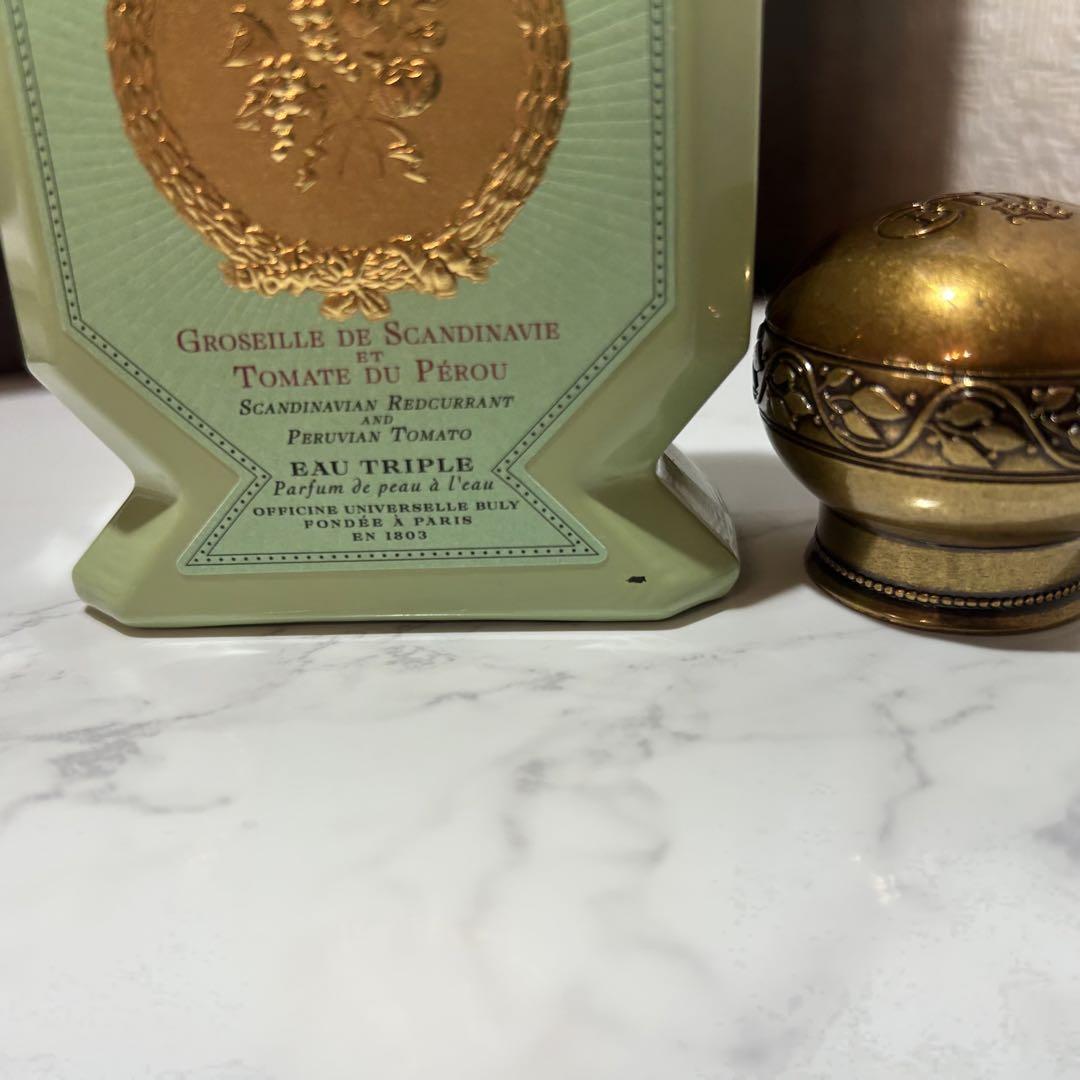 GROSEILLE DE SCANDINAVIE
ET
TOMATE DU PÉROU
SCANDINAVIAN REDCURRANT
AND
PERUVIAN TOMATO
EAU TRIPLE
Parfum de peau à l'eau
OFFICINE UNIVERSELLE BULY
FONDÉE À PARIS
EN 1803